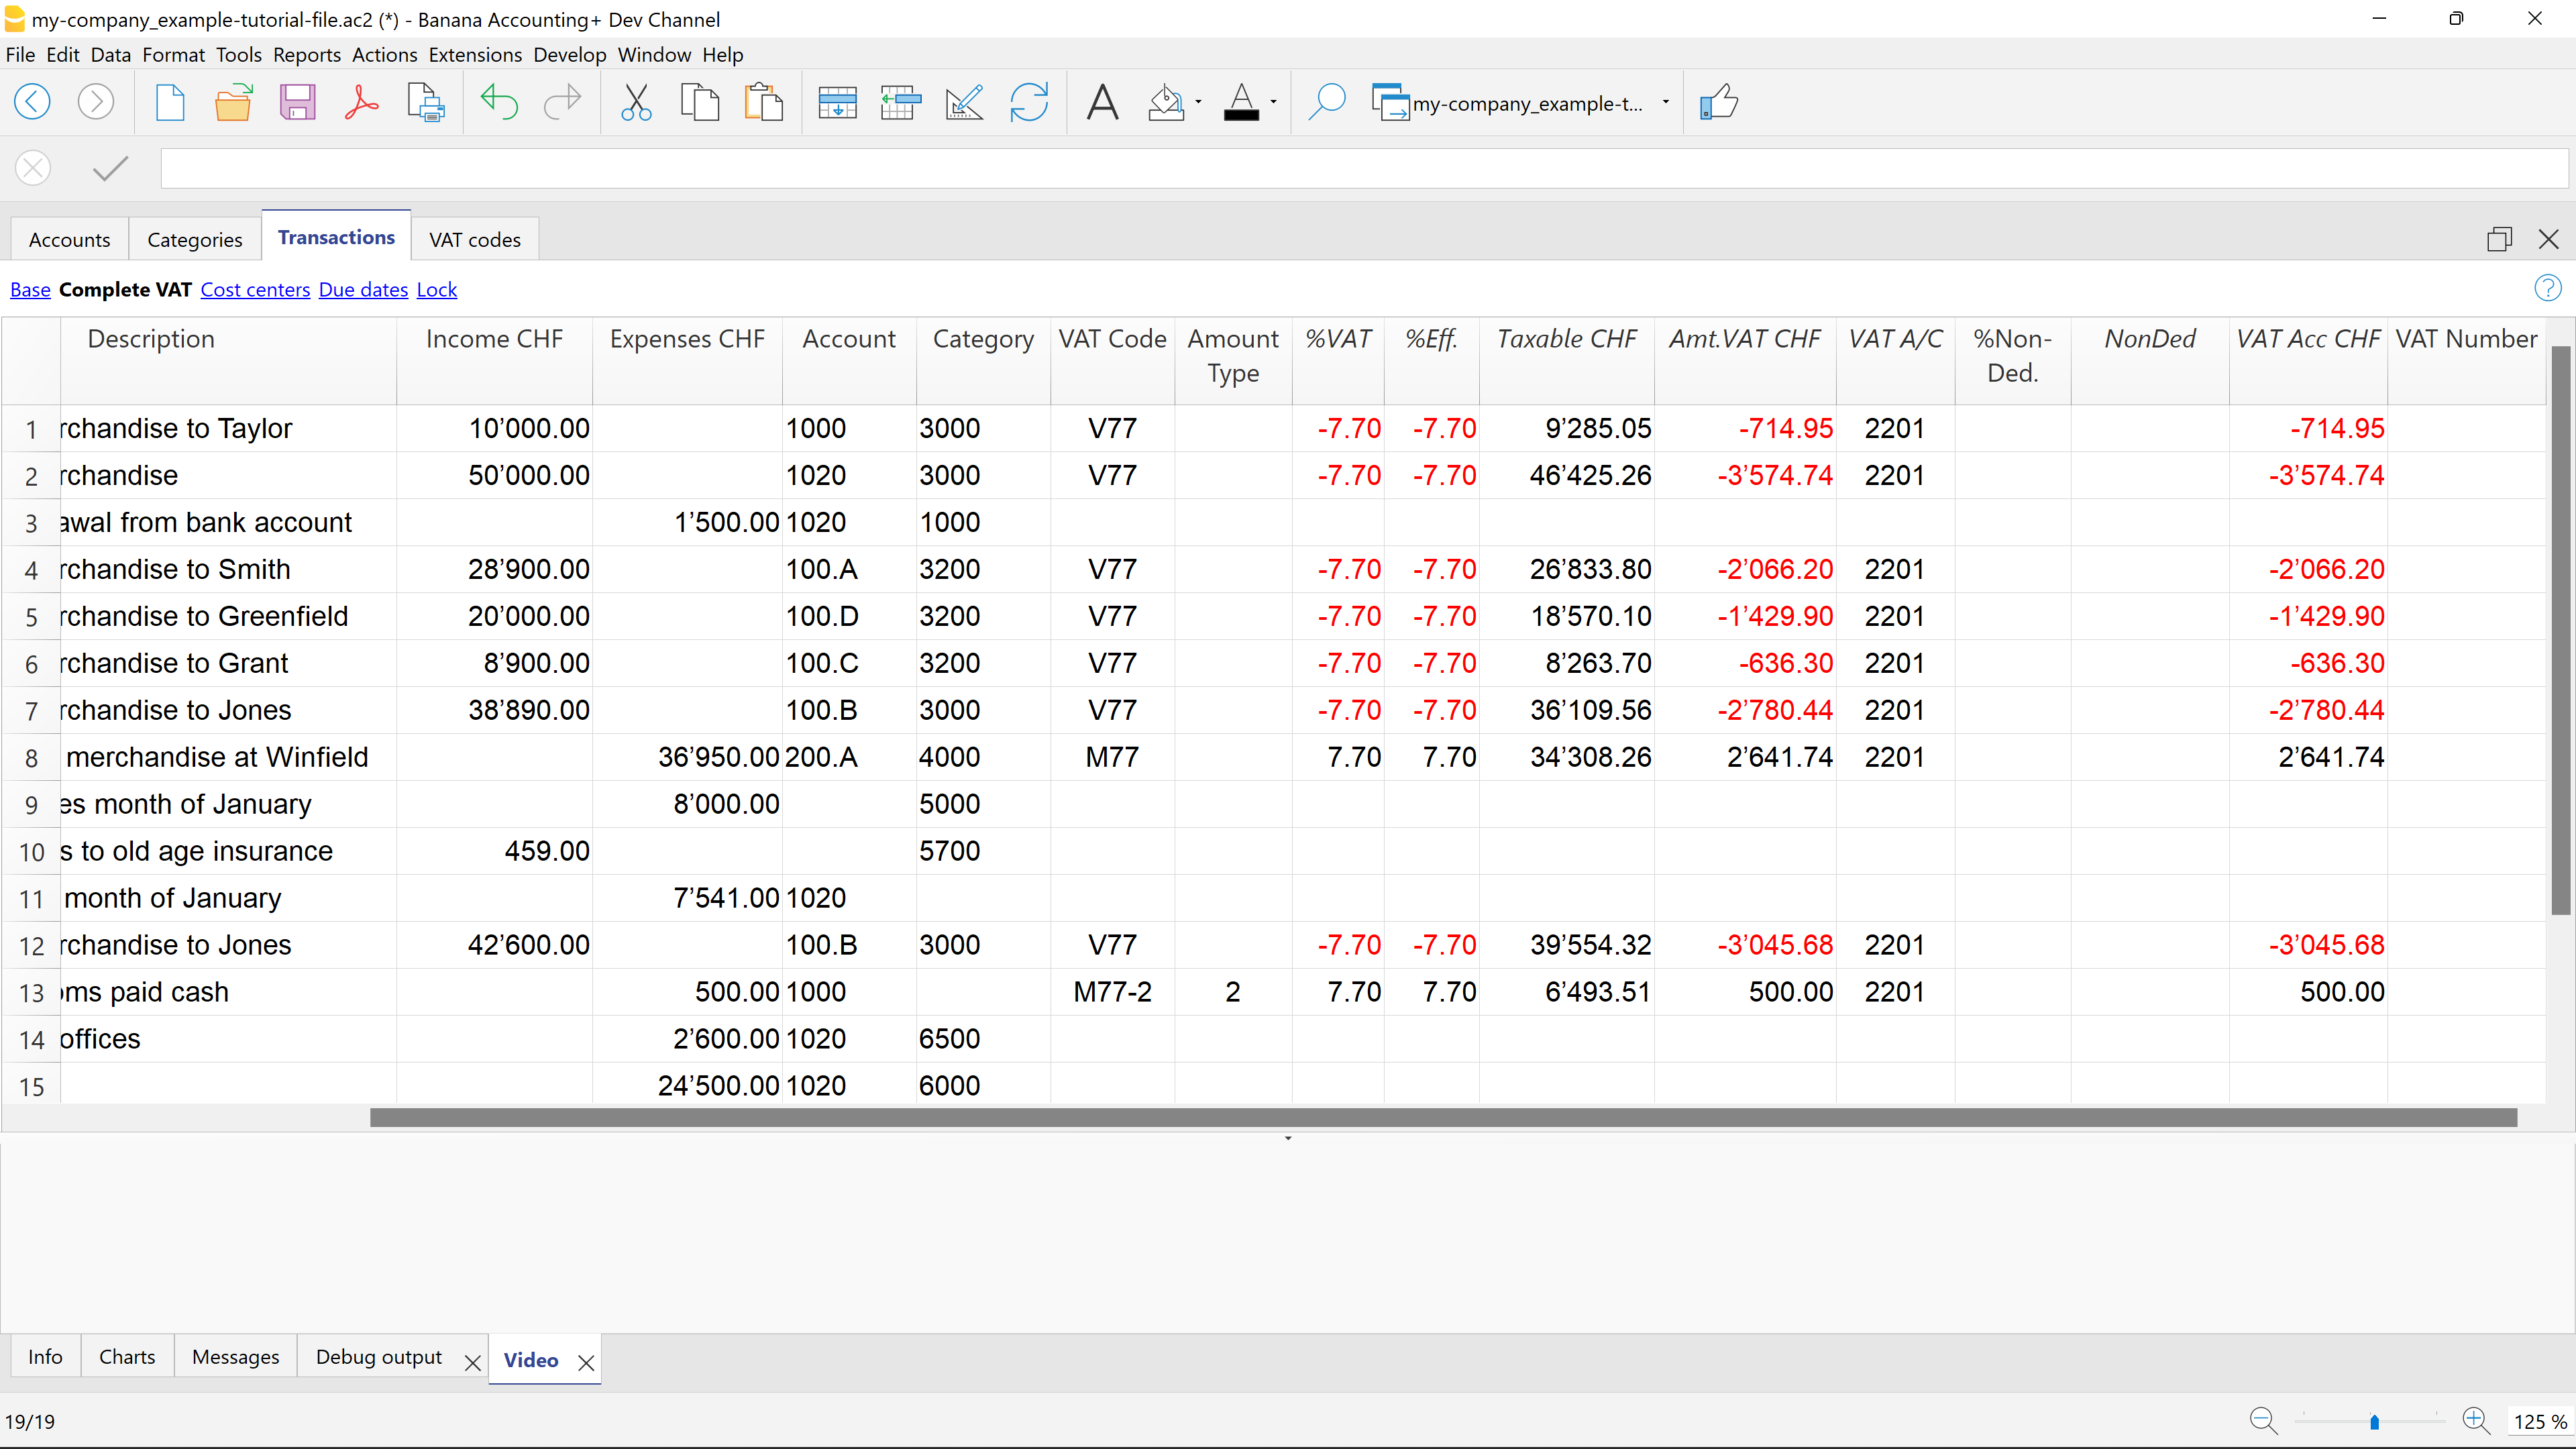 my-company_example-tutorial-file.ac2 (*) - Banana Accounting+ Dev Channel
File Edit Data Format Tools Reports Actions Extensions Develop Window Help
my-company_example-t...
Accounts Categories Transactions VAT codes
Base Complete VAT Cost centers Due dates Lock
Description Income CHF Expenses CHF Account Category VAT Code Amount Type %VAT %Eff. Taxable CHF Amt.VAT CHF VAT A/C %Non-Ded. NonDed VAT Acc CHF VAT Number
1 rchandise to Taylor 10’000.00 1000 3000 V77 -7.70 -7.70 9’285.05 -714.95 2201 -714.95
2 rchandise 50’000.00 1020 3000 V77 -7.70 -7.70 46’425.26 -3’574.74 2201 -3’574.74
3 awal from bank account 1’500.00 1020 1000
4 rchandise to Smith 28’900.00 100.A 3200 V77 -7.70 -7.70 26’833.80 -2’066.20 2201 -2’066.20
5 rchandise to Greenfield 20’000.00 100.D 3200 V77 -7.70 -7.70 18’570.10 -1’429.90 2201 -1’429.90
6 rchandise to Grant 8’900.00 100.C 3200 V77 -7.70 -7.70 8’263.70 -636.30 2201 -636.30
7 rchandise to Jones 38’890.00 100.B 3000 V77 -7.70 -7.70 36’109.56 -2’780.44 2201 -2’780.44
8 merchandise at Winfield 36’950.00 200.A 4000 M77 7.70 7.70 34’308.26 2’641.74 2201 2’641.74
9 es month of January 8’000.00 5000
10 s to old age insurance 459.00 5700
11 month of January 7’541.00 1020
12 rchandise to Jones 42’600.00 100.B 3000 V77 -7.70 -7.70 39’554.32 -3’045.68 2201 -3’045.68
13 oms paid cash 500.00 1000 M77-2 2 7.70 7.70 6’493.51 500.00 2201 500.00
14 offices 2’600.00 1020 6500
15 24’500.00 1020 6000
Info Charts Messages Debug output Video
19/19 125 %